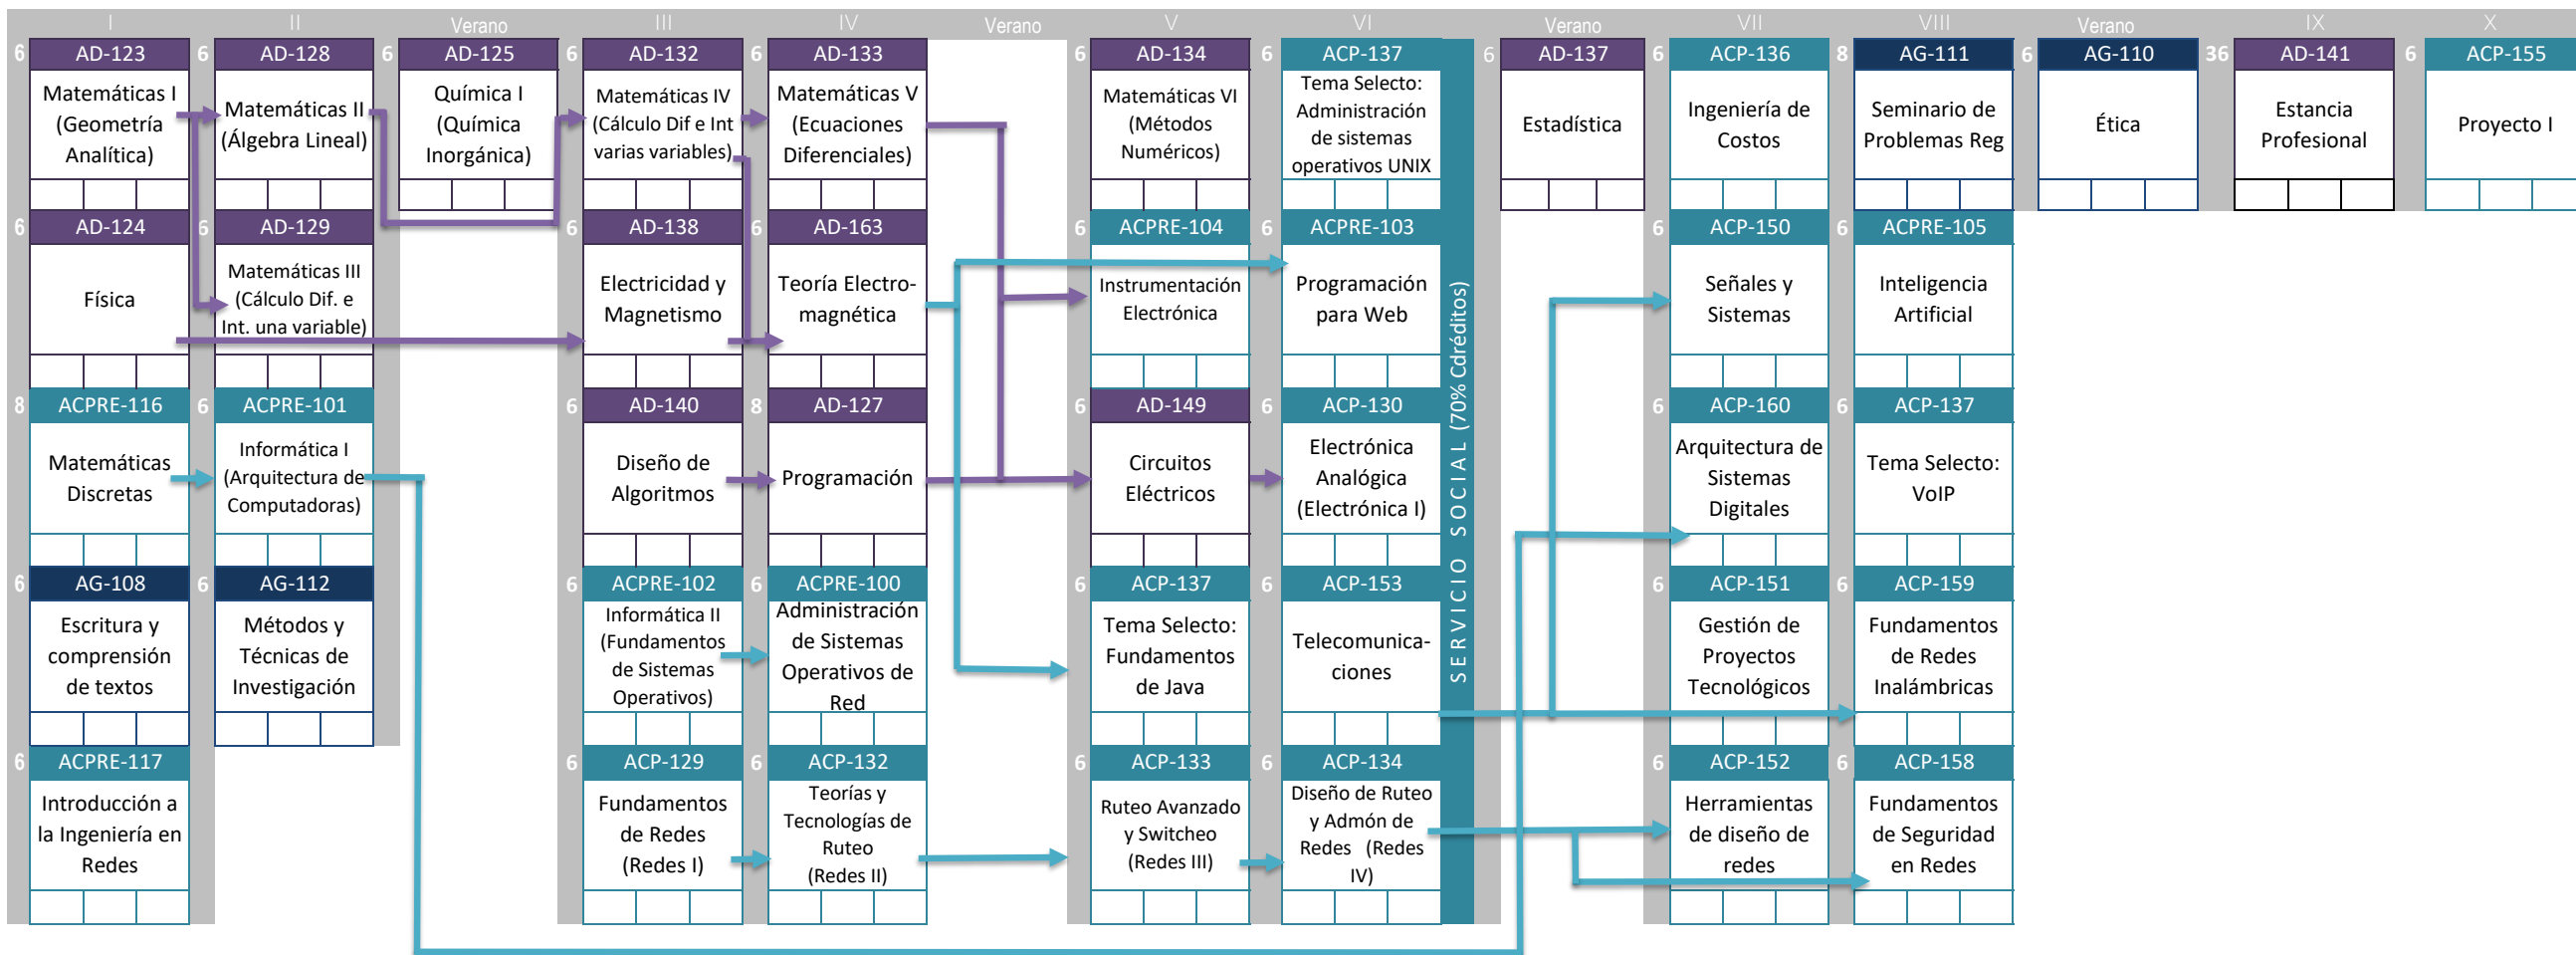 I
II
Verano
III
IV
Verano
V
VI
Verano
VII
VIII
Verano
IX
X
6
AD-123
Matemáticas I
(Geometría
Analítica)
6
AD-124
Física
8
ACPRE-116
Matemáticas
Discretas
6
AG-108
Escritura y
comprensión
de textos
6
ACPRE-117
Introducción a
la Ingeniería en
Redes
6
AD-128
Matemáticas II
(Álgebra Lineal)
6
AD-129
Matemáticas III
(Cálculo Dif. e
Int. una variable)
6
ACPRE-101
Informática I
(Arquitectura de
Computadoras)
6
AG-112
Métodos y
Técnicas de
Investigación
6
AD-125
Química I
(Química
Inorgánica)
6
AD-132
Matemáticas IV
(Cálculo Dif e Int
varias variables)
6
AD-138
Electricidad y
Magnetismo
6
AD-140
Diseño de
Algoritmos
6
ACPRE-102
Informática II
(Fundamentos
de Sistemas
Operativos)
6
ACP-129
Fundamentos
de Redes
(Redes I)
6
AD-133
Matemáticas V
(Ecuaciones
Diferenciales)
6
AD-163
Teoría Electro-
magnética
8
AD-127
Programación
6
ACPRE-100
Administración
de Sistemas
Operativos de
Red
6
ACP-132
Teorías y
Tecnologías de
Ruteo
(Redes II)
6
AD-134
Matemáticas VI
(Métodos
Numéricos)
6
ACPRE-104
Instrumentación
Electrónica
6
AD-149
Circuitos
Eléctricos
6
ACP-137
Tema Selecto:
Fundamentos
de Java
6
ACP-133
Ruteo Avanzado
y Switcheo
(Redes III)
6
ACP-137
Tema Selecto:
Administración
de sistemas
operativos UNIX
6
ACPRE-103
Programación
para Web
6
ACP-130
Electrónica
Analógica
(Electrónica I)
6
ACP-153
Telecomunica-
ciones
6
ACP-134
Diseño de Ruteo
y Admón de
Redes (Redes
IV)
SERVICIO SOCIAL (70% Cdréditos)
6
AD-137
Estadística
6
ACP-136
Ingeniería de
Costos
6
ACP-150
Señales y
Sistemas
6
ACP-160
Arquitectura de
Sistemas
Digitales
6
ACP-151
Gestión de
Proyectos
Tecnológicos
6
ACP-152
Herramientas
de diseño de
redes
8
AG-111
Seminario de
Problemas Reg
6
ACPRE-105
Inteligencia
Artificial
6
ACP-137
Tema Selecto:
VoIP
6
ACP-159
Fundamentos
de Redes
Inalámbricas
6
ACP-158
Fundamentos
de Seguridad
en Redes
6
AG-110
Ética
36
AD-141
Estancia
Profesional
6
ACP-155
Proyecto I